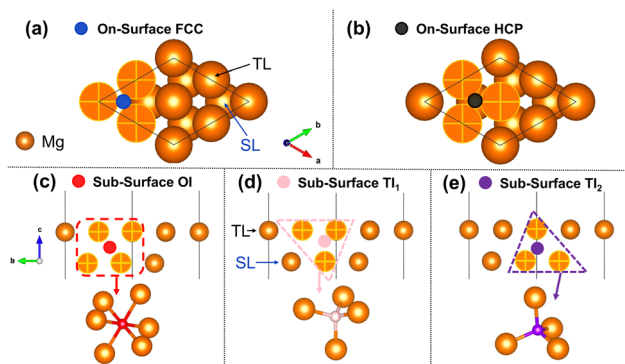 (a) On-Surface FCC
TL
SL
Mg
b
a
(b) On-Surface HCP
(c) Sub-Surface OI
c
b
(d) Sub-Surface TI₁
TL
SL
(e) Sub-Surface TI₂